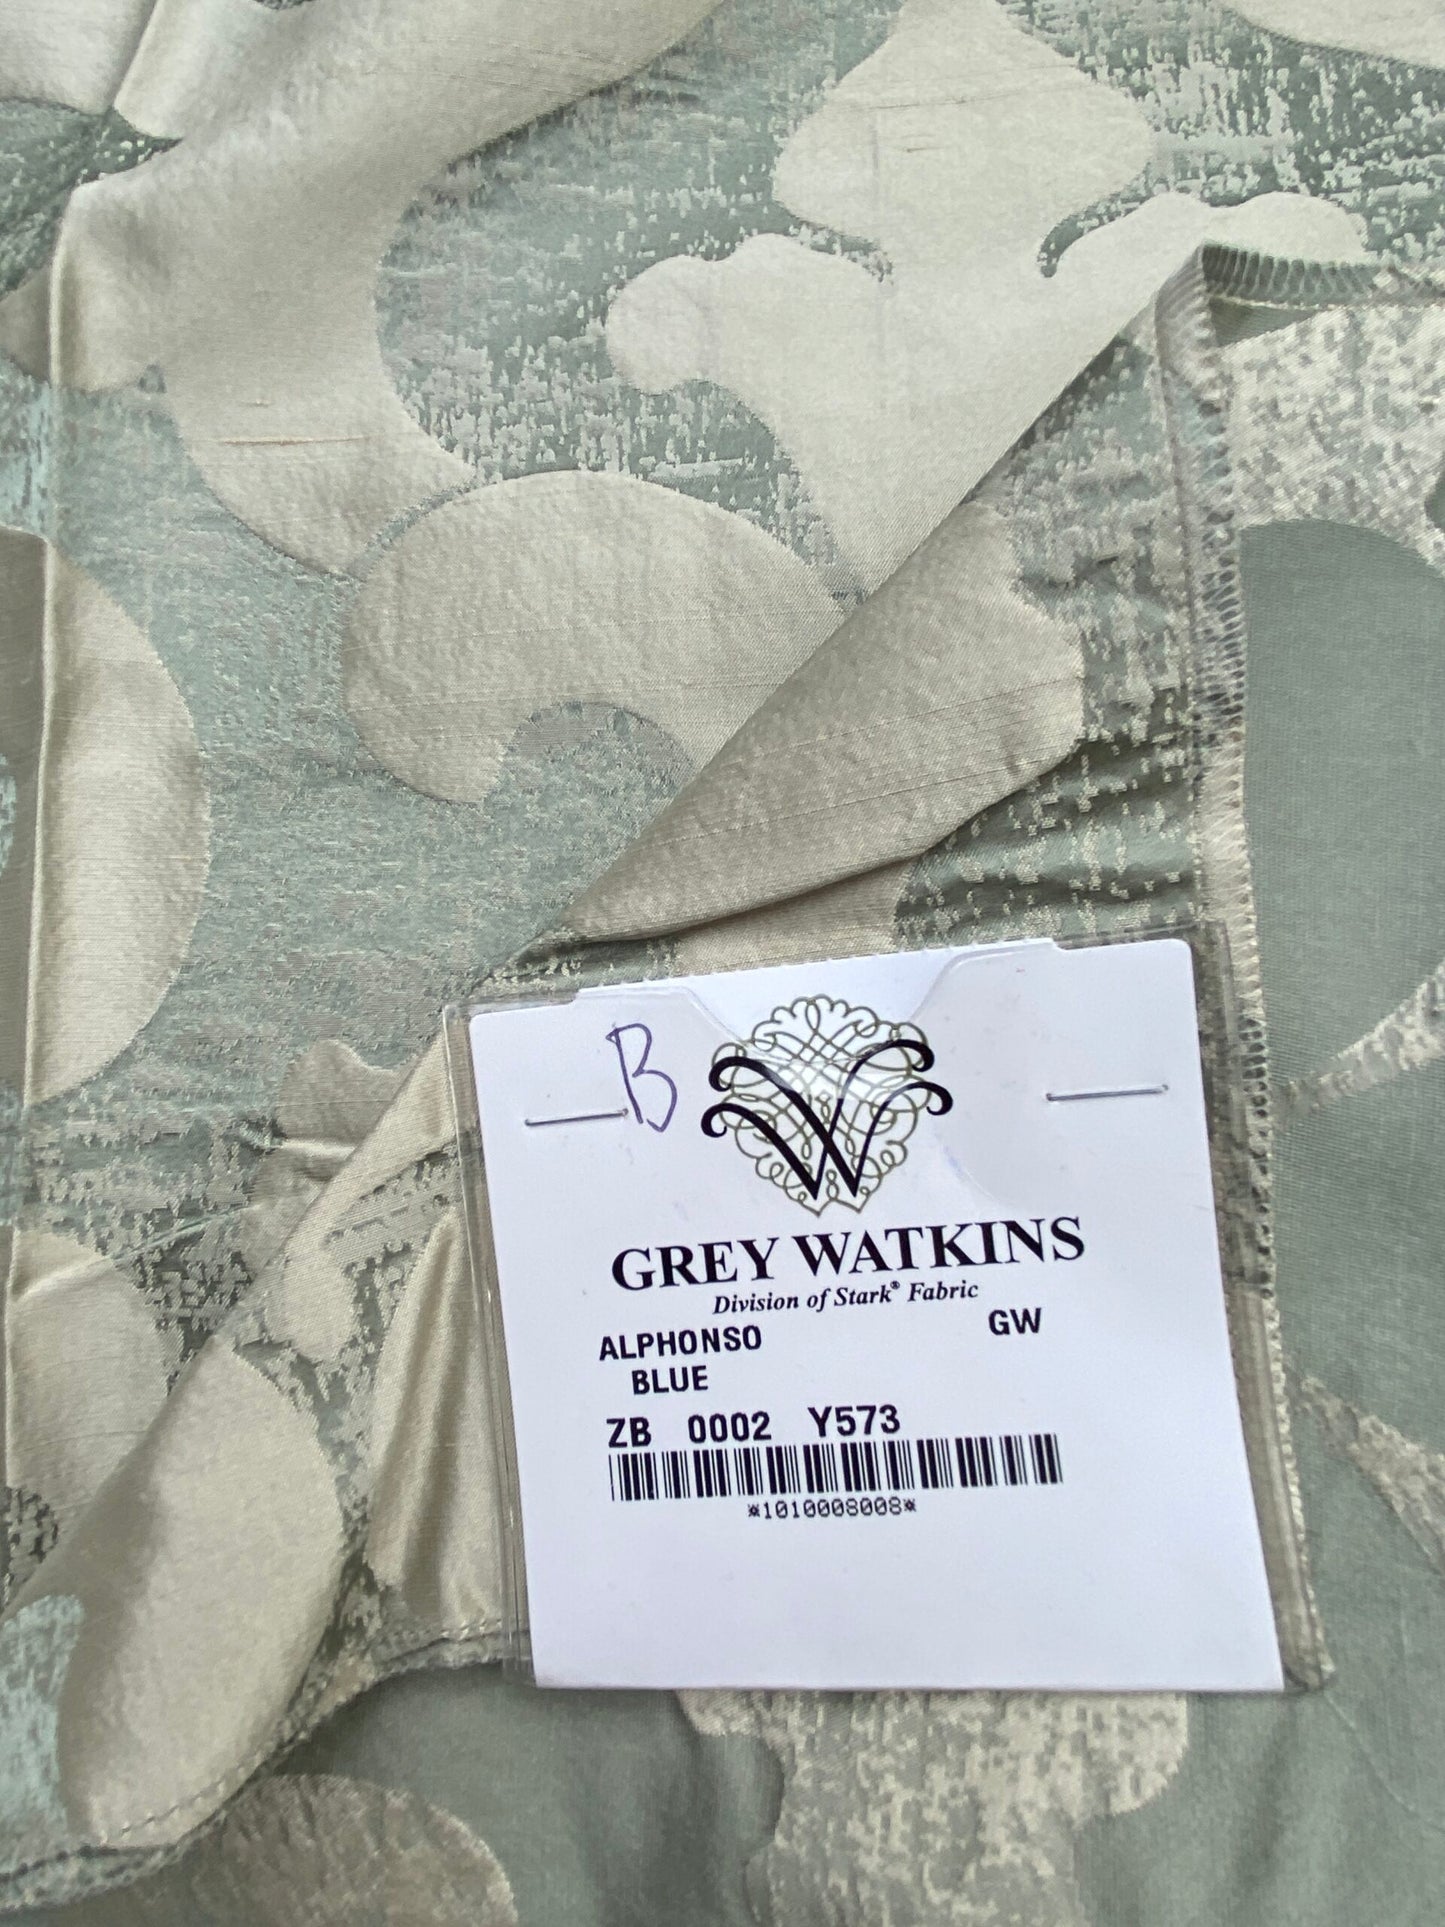 B
W
GREY WATKINS
Division of Stark® Fabric
ALPHONSO GW
BLUE
ZB 0002 Y573
*1010008008*